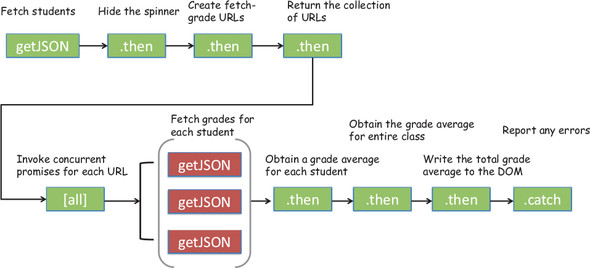 Fetch students
Hide the spinner
Create fetch-
grade URLs
Return the collection
of URLs
getJSON
.then
.then
.then
Fetch grades for
each student
Invoke concurrent
promises for each URL
Obtain the grade average
for entire class
Report any errors
Obtain a grade average
for each student
Write the total grade
average to the DOM
getJSON
[all]
getJSON
.then
.then
.then
.catch
getJSON